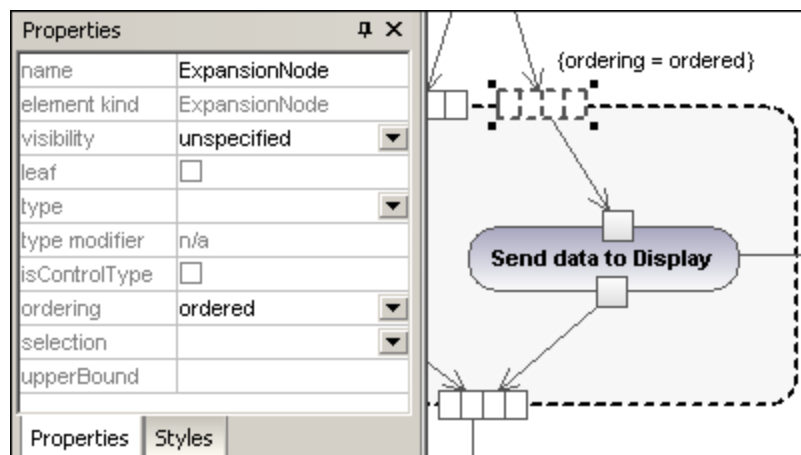 Properties
name ExpansionNode
element kind ExpansionNode
visibility unspecified
leaf
type
type modifier n/a
isControlType
ordering ordered
selection
upperBound
Properties Styles
{ordering = ordered}
Send data to Display